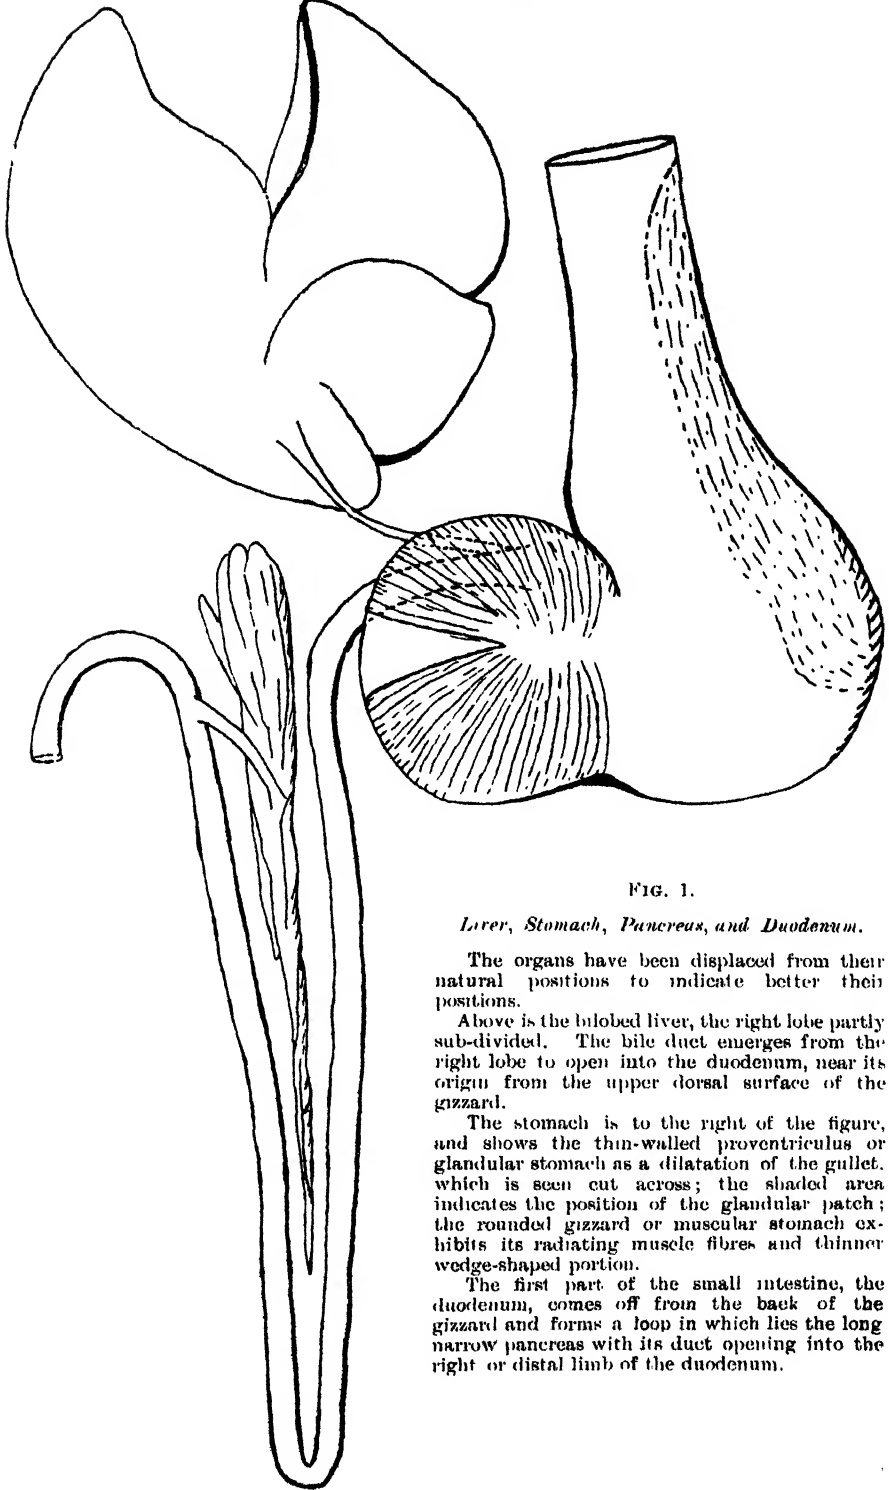 FIG. 1.
Liver, Stomach, Pancreas, and Duodenum.
The organs have been displaced from their
natural positions to indicate better their
positions.
Above is the bilobed liver, the right lobe partly
sub-divided. The bile duct emerges from the
right lobe to open into the duodenum, near its
origin from the upper dorsal surface of the
gizzard.
The stomach is to the right of the figure,
and shows the thin-walled proventriculus or
glandular stomach as a dilatation of the gullet.
which is seen cut across; the shaded area
indicates the position of the glandular patch;
the rounded gizzard or muscular stomach ex-
hibits its radiating muscle fibres and thinner
wedge-shaped portion.
The first part of the small intestine, the
duodenum, comes off from the back of the
gizzard and forms a loop in which lies the long
narrow pancreas with its duct opening into the
right or distal limb of the duodenum.